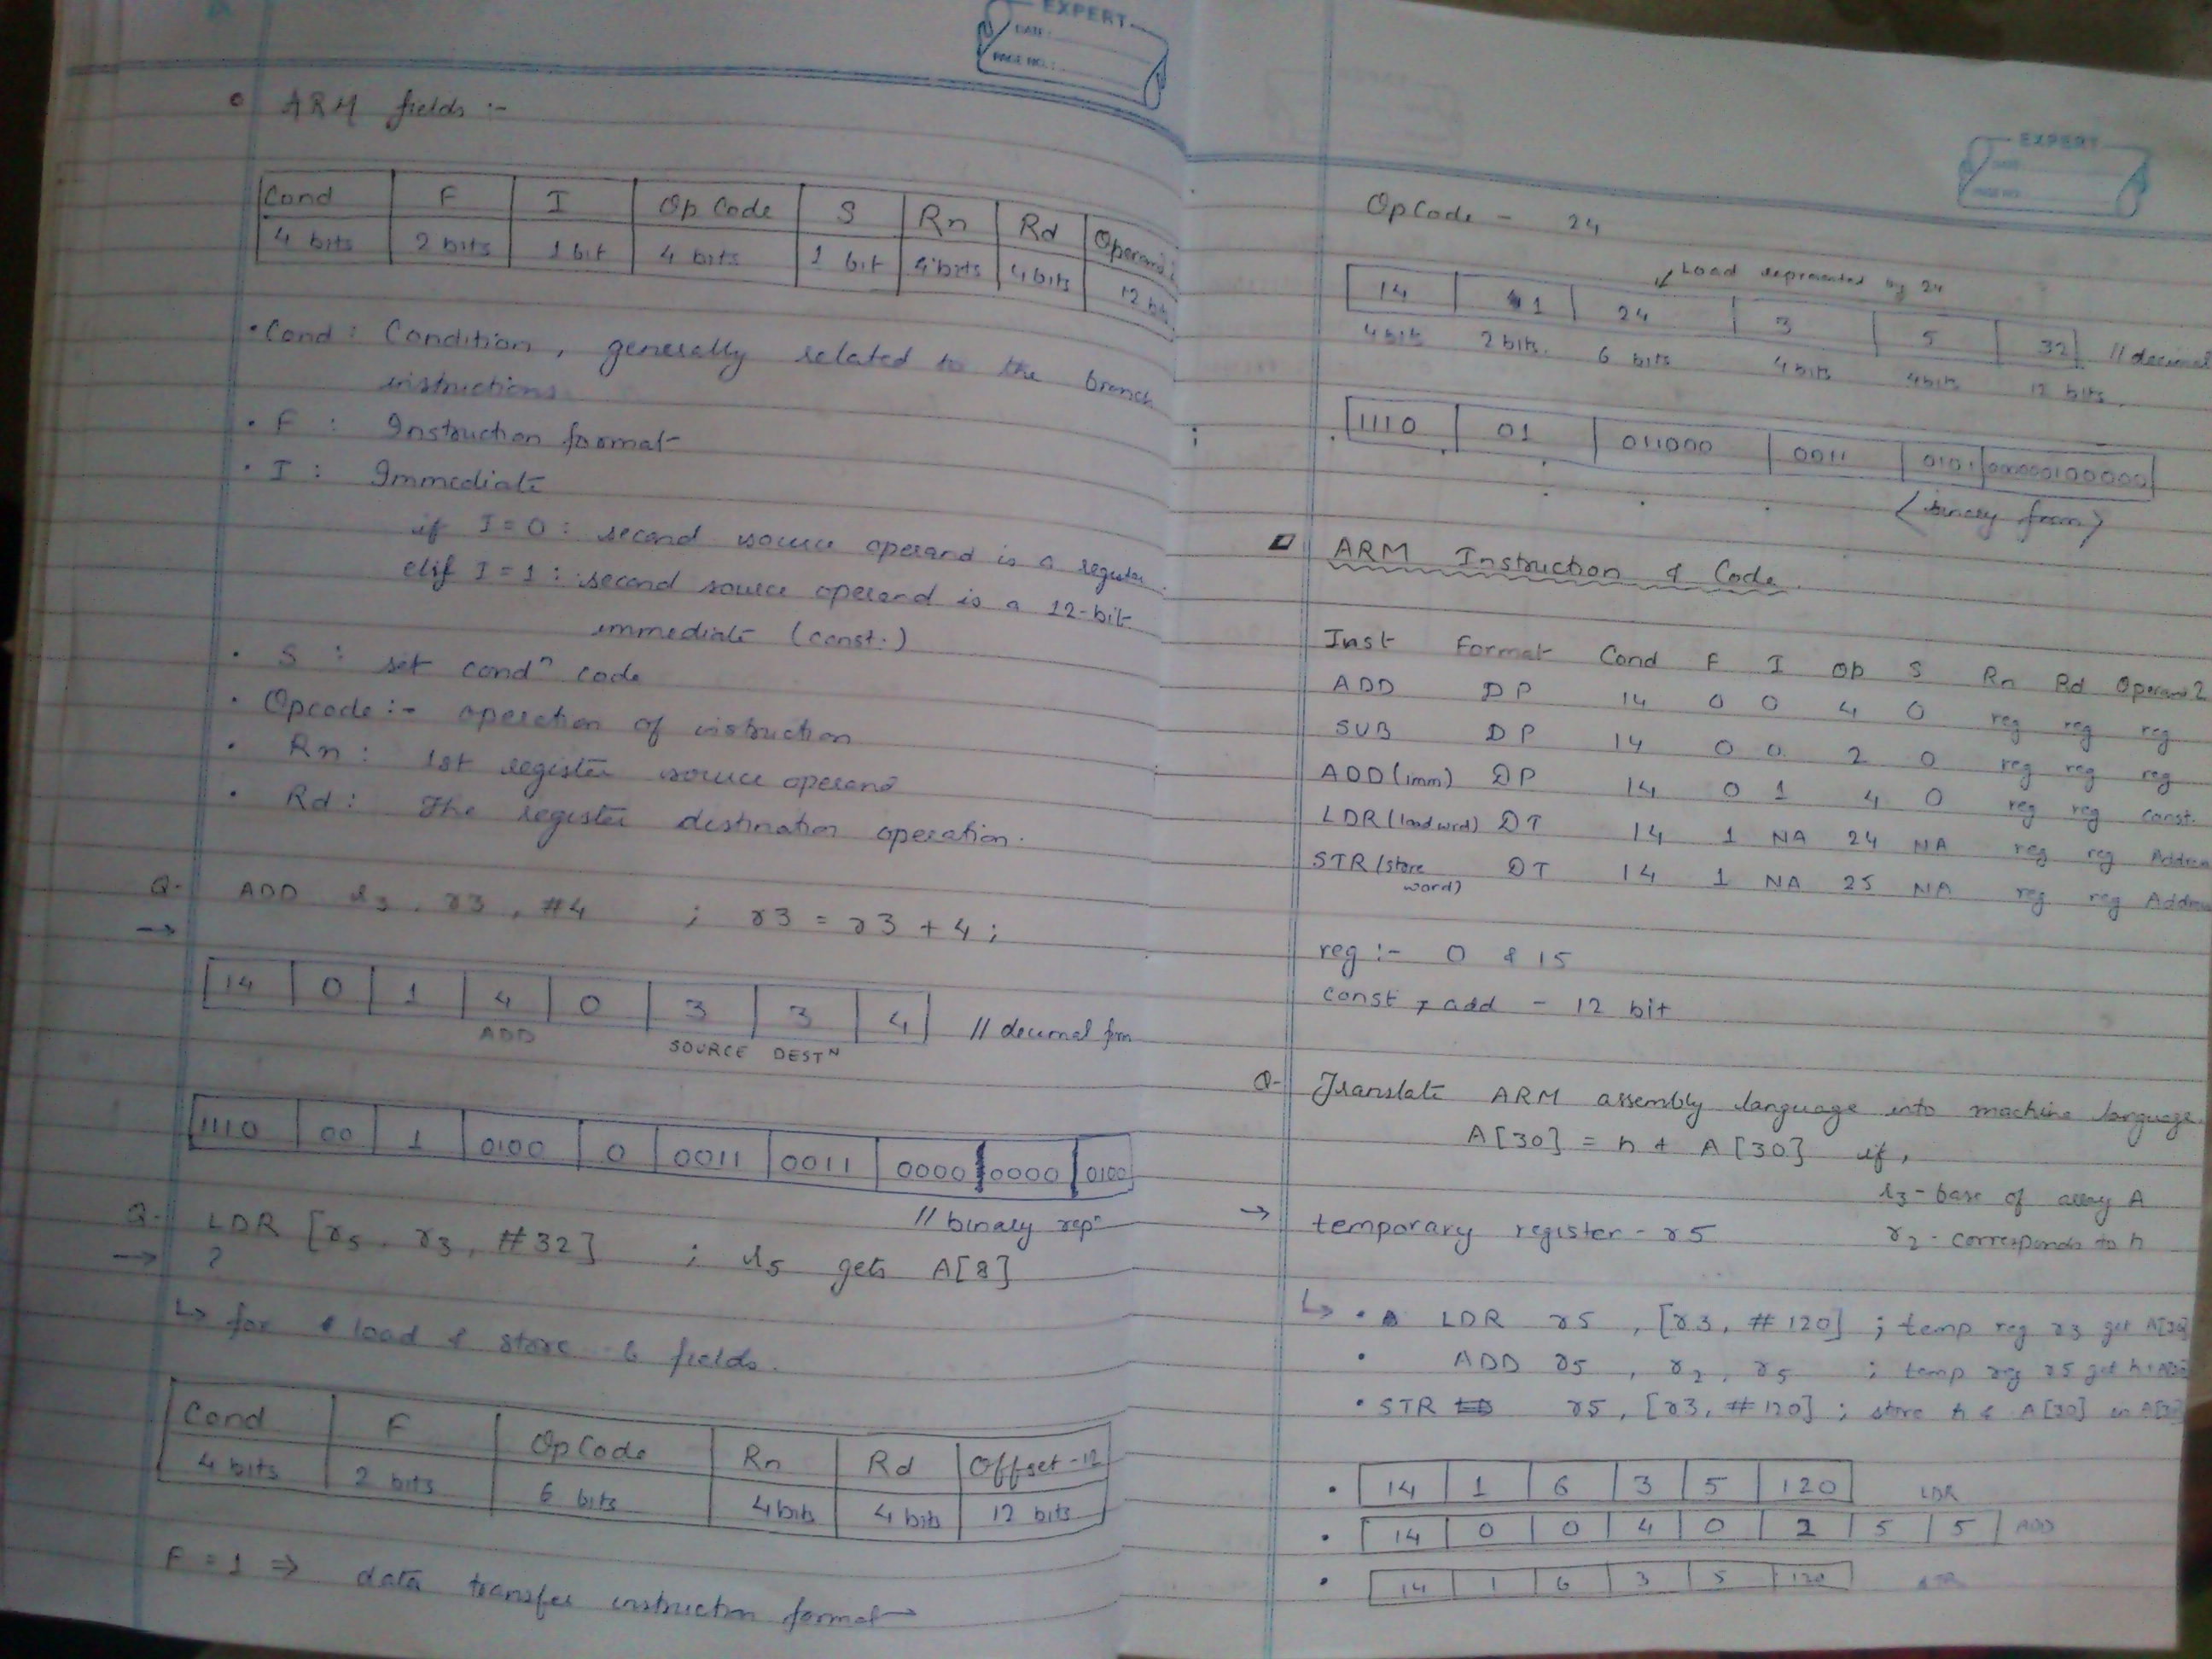 EXPERT
DATE:
PAGE NO.:
ARM fields :-
Cond F I Op Code S Rn Rd
4 bits 2 bits 1 bit 4 bits 1 bit 4 bits 4 bits 12 bits
• Cond : Condition, generally related to the branch
instructions
• F : Instruction format
• I : Immediate
if I = 0 : second source operand is a register
elif I = 1 : second source operand is a 12-bit
immediate (const.)
• S : set condⁿ code
• Opcode :- operation of instruction
• Rn : 1st register source operand
• Rd : The register destination operation.
Q- ADD r3, r3, #4 ; r3 = r3 + 4 ;
→
14 0 1 4 0 3 3 4 // decimal form
ADD SOURCE DESTᴺ
1110 00 1 0100 0 0011 0011 0000 0000 0100
// binary repⁿ
Q- LDR [r5, r3, #32] ; r5 gets A[8]
→ ?
↳ for load & store 6 fields.
Cond F OpCode Rn Rd Offset-12
4 bits 2 bits 6 bits 4 bits 4 bits 12 bits
F = 1 ⇒ data transfer instruction format
EXPERT
DATE
PAGE NO.
OpCode - 24
Load represented by 24
14 1 24 3 5 32 // decimal
4 bit 2 bits. 6 bits 4 bits 4 bits 12 bits.
1110 01 011000 0011 0101 000000100000
(binary from)
ARM Instruction & Code.
Inst Format Cond F I Op S Rn Rd Operand 2
ADD DP 14 0 0 4 0 reg reg reg
SUB DP 14 0 0 2 0 reg reg reg
ADD (imm) DP 14 0 1 4 0 reg reg const.
LDR (load word) DT 14 1 NA 24 NA reg reg Address
STR (store word) DT 14 1 NA 25 NA reg reg Address
reg :- 0 & 15
const, add - 12 bit
Q- Translate ARM assembly language into machine language.
A[30] = h + A[30] if,
r3 - base of array A
→ temporary register - r5 r2 - corresponds to h
↳ • LDR r5, [r3, #120] ; temp reg r3 get A[30]
• ADD r5, r2, r5 ; temp reg r5 get h+A[30]
• STR r5, [r3, #120] ; store h & A[30] in A[30]
• 14 1 6 3 5 120 LDR
• 14 0 0 4 0 2 5 5 ADD
• 14 1 6 3 5 120 STR